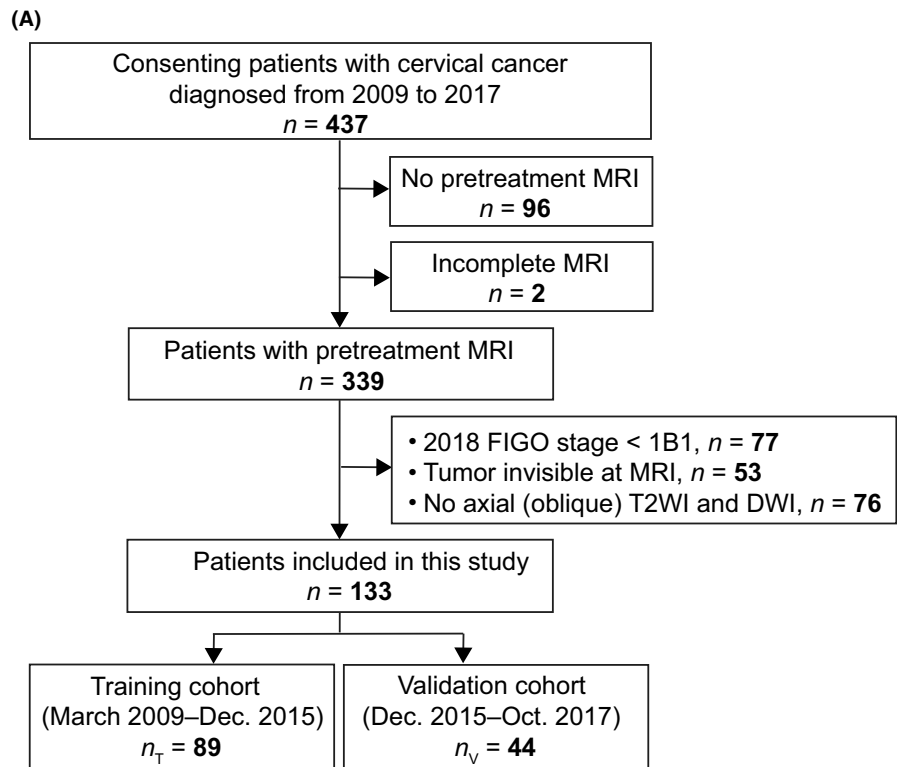 (A)
Consenting patients with cervical cancer
diagnosed from 2009 to 2017
n = 437
No pretreatment MRI
n = 96
Incomplete MRI
n = 2
Patients with pretreatment MRI
n = 339
• 2018 FIGO stage < 1B1, n = 77
• Tumor invisible at MRI, n = 53
• No axial (oblique) T2WI and DWI, n = 76
Patients included in this study
n = 133
Training cohort
(March 2009–Dec. 2015)
n_T = 89
Validation cohort
(Dec. 2015–Oct. 2017)
n_V = 44